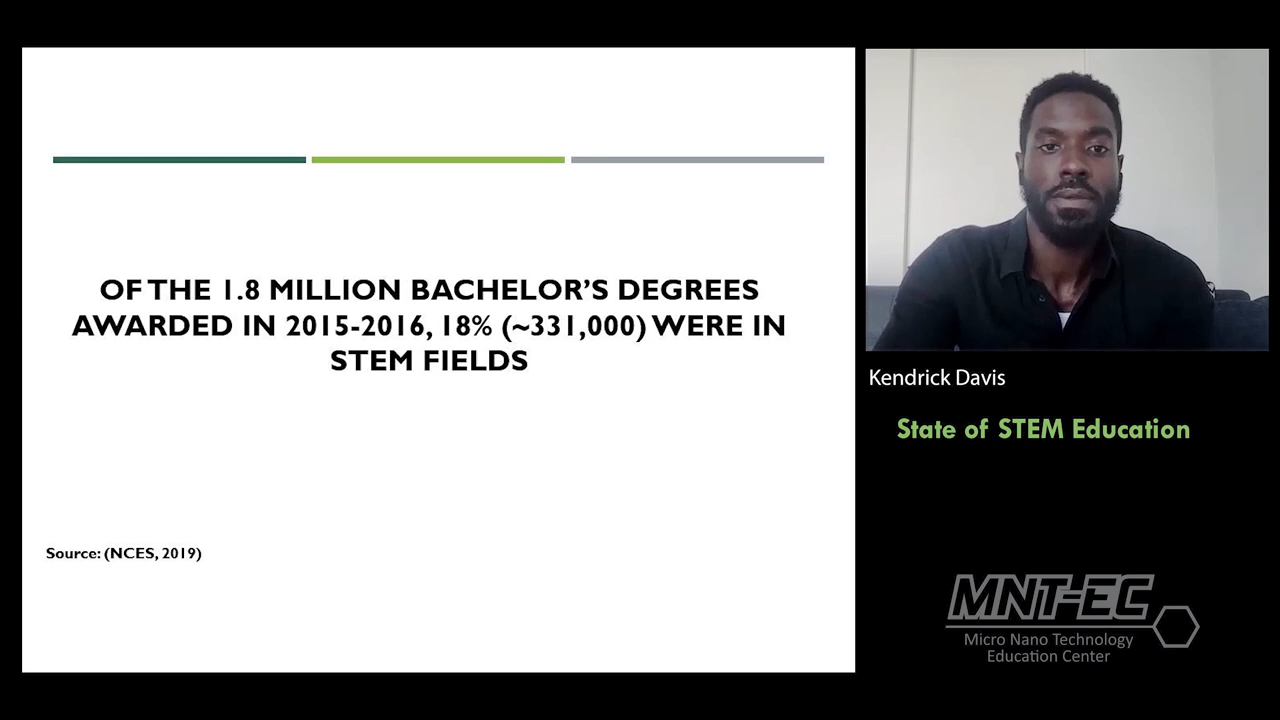 OF THE 1.8 MILLION BACHELOR'S DEGREES
AWARDED IN 2015-2016, 18% (~331,000) WERE IN
STEM FIELDS
Source: (NCES, 2019)
Kendrick Davis
State of STEM Education
MNT-EC
Micro Nano Technology
Education Center